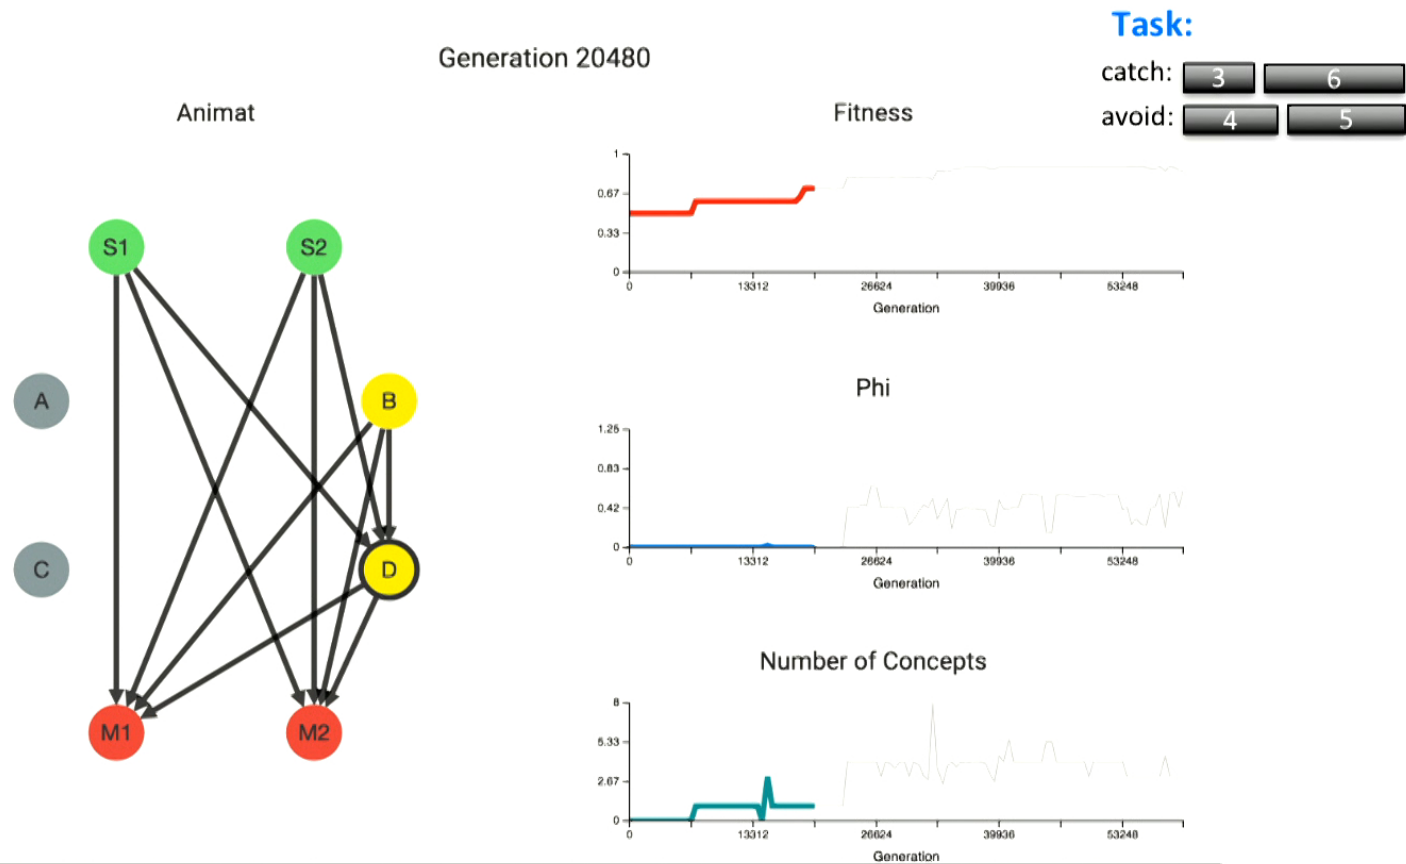 Task:
Generation 20480
catch: 3 6
avoid: 4 5
Animat
S1 S2
A B
C D
M1 M2
Fitness
1
0.67
0.33
0
0 13312 26624 39936 53248
Generation
Phi
1.25
0.83
0.42
0
0 13312 26624 39936 53248
Generation
Number of Concepts
8
5.33
2.67
0
0 13312 26624 39936 53248
Generation